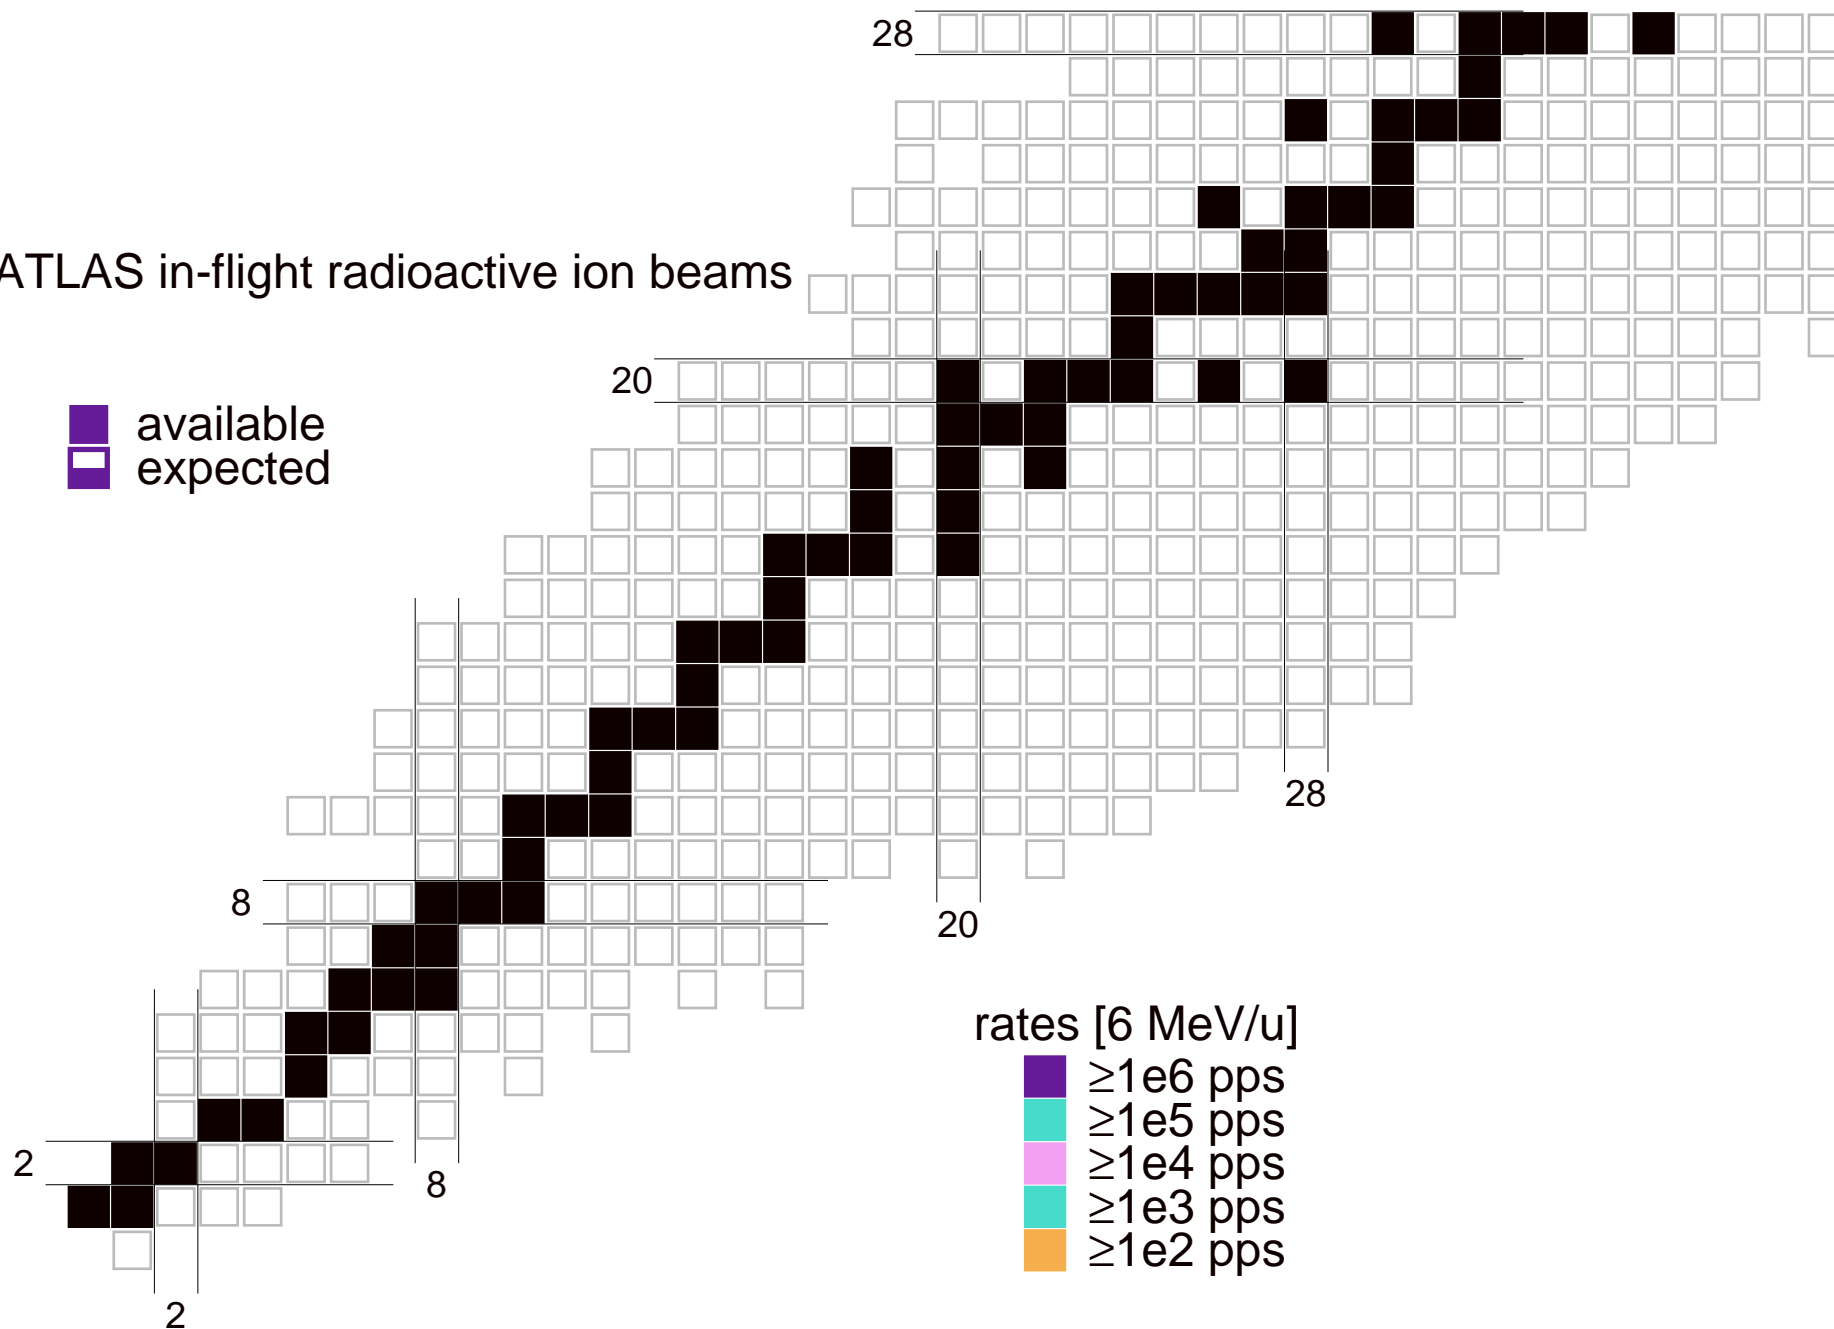 28
ATLAS in-flight radioactive ion beams
20
available
expected
28
8
20
rates [6 MeV/u]
≥1e6 pps
≥1e5 pps
≥1e4 pps
≥1e3 pps
≥1e2 pps
2
8
2